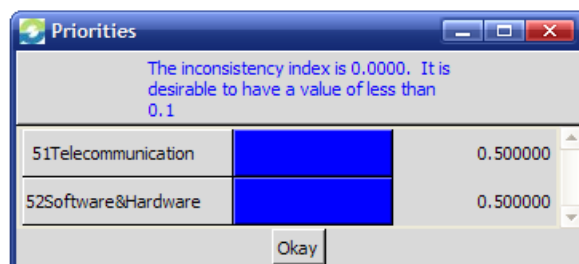 Priorities
The inconsistency index is 0.0000. It is
desirable to have a value of less than
0.1
51Telecommunication 0.500000
52Software&Hardware 0.500000
Okay